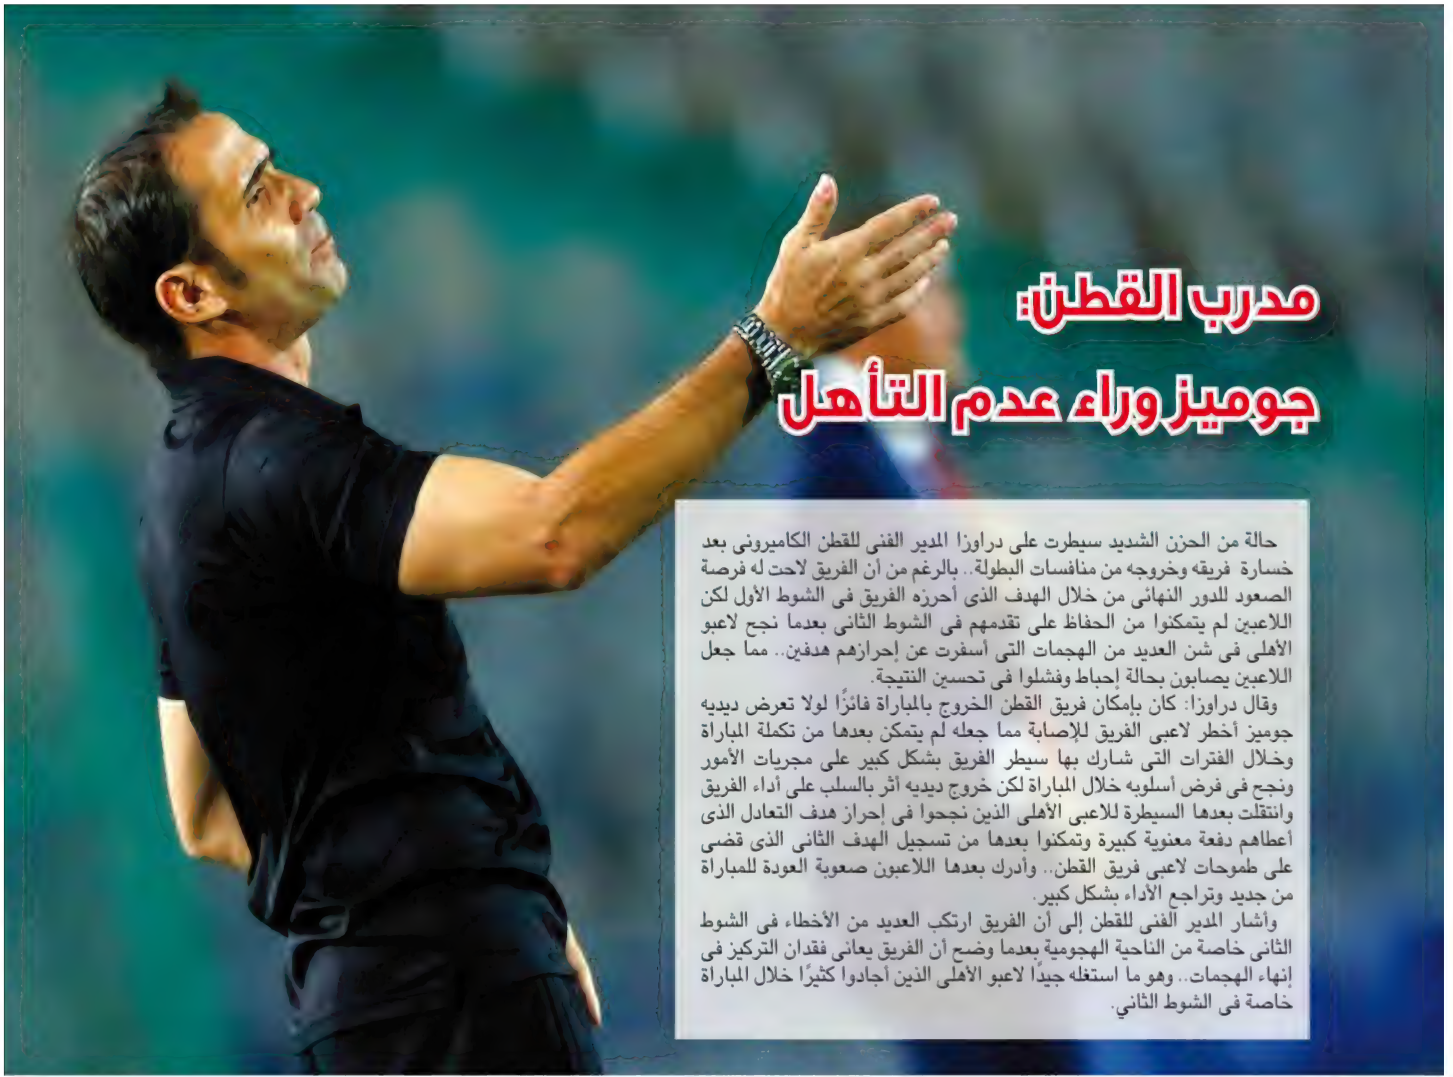 مدرب القطن:
جوميز وراء عدم التأهل
حالة من الحزن الشديد سيطرت على دراوزا المدير الفنى للقطن الكاميرونى بعد
خسارة فريقه وخروجه من منافسات البطولة.. بالرغم من أن الفريق لاحت له فرصة
الصعود للدور النهائى من خلال الهدف الذى أحرزه الفريق فى الشوط الأول لكن
اللاعبين لم يتمكنوا من الحفاظ على تقدمهم فى الشوط الثانى بعدما نجح لاعبو
الأهلى فى شن العديد من الهجمات التى أسفرت عن إحرازهم هدفين.. مما جعل
اللاعبين يصابون بحالة إحباط وفشلوا فى تحسين النتيجة.
وقال دراوزا: كان بإمكان فريق القطن الخروج بالمباراة فائزًا لولا تعرض ديديه
جوميز أخطر لاعبى الفريق للإصابة مما جعله لم يتمكن بعدها من تكملة المباراة
وخلال الفترات التى شارك بها سيطر الفريق بشكل كبير على مجريات الأمور
ونجح فى فرض أسلوبه خلال المباراة لكن خروج ديديه أثر بالسلب على أداء الفريق
وانتقلت بعدها السيطرة للاعبى الأهلى الذين نجحوا فى إحراز هدف التعادل الذى
أعطاهم دفعة معنوية كبيرة وتمكنوا بعدها من تسجيل الهدف الثانى الذى قضى
على طموحات لاعبى فريق القطن.. وأدرك بعدها اللاعبون صعوبة العودة للمباراة
من جديد وتراجع الأداء بشكل كبير.
وأشار المدير الفنى للقطن إلى أن الفريق ارتكب العديد من الأخطاء فى الشوط
الثانى خاصة من الناحية الهجومية بعدما وضح أن الفريق يعانى فقدان التركيز فى
إنهاء الهجمات.. وهو ما استغله جيدًا لاعبو الأهلى الذين أجادوا كثيرًا خلال المباراة
خاصة فى الشوط الثاني.